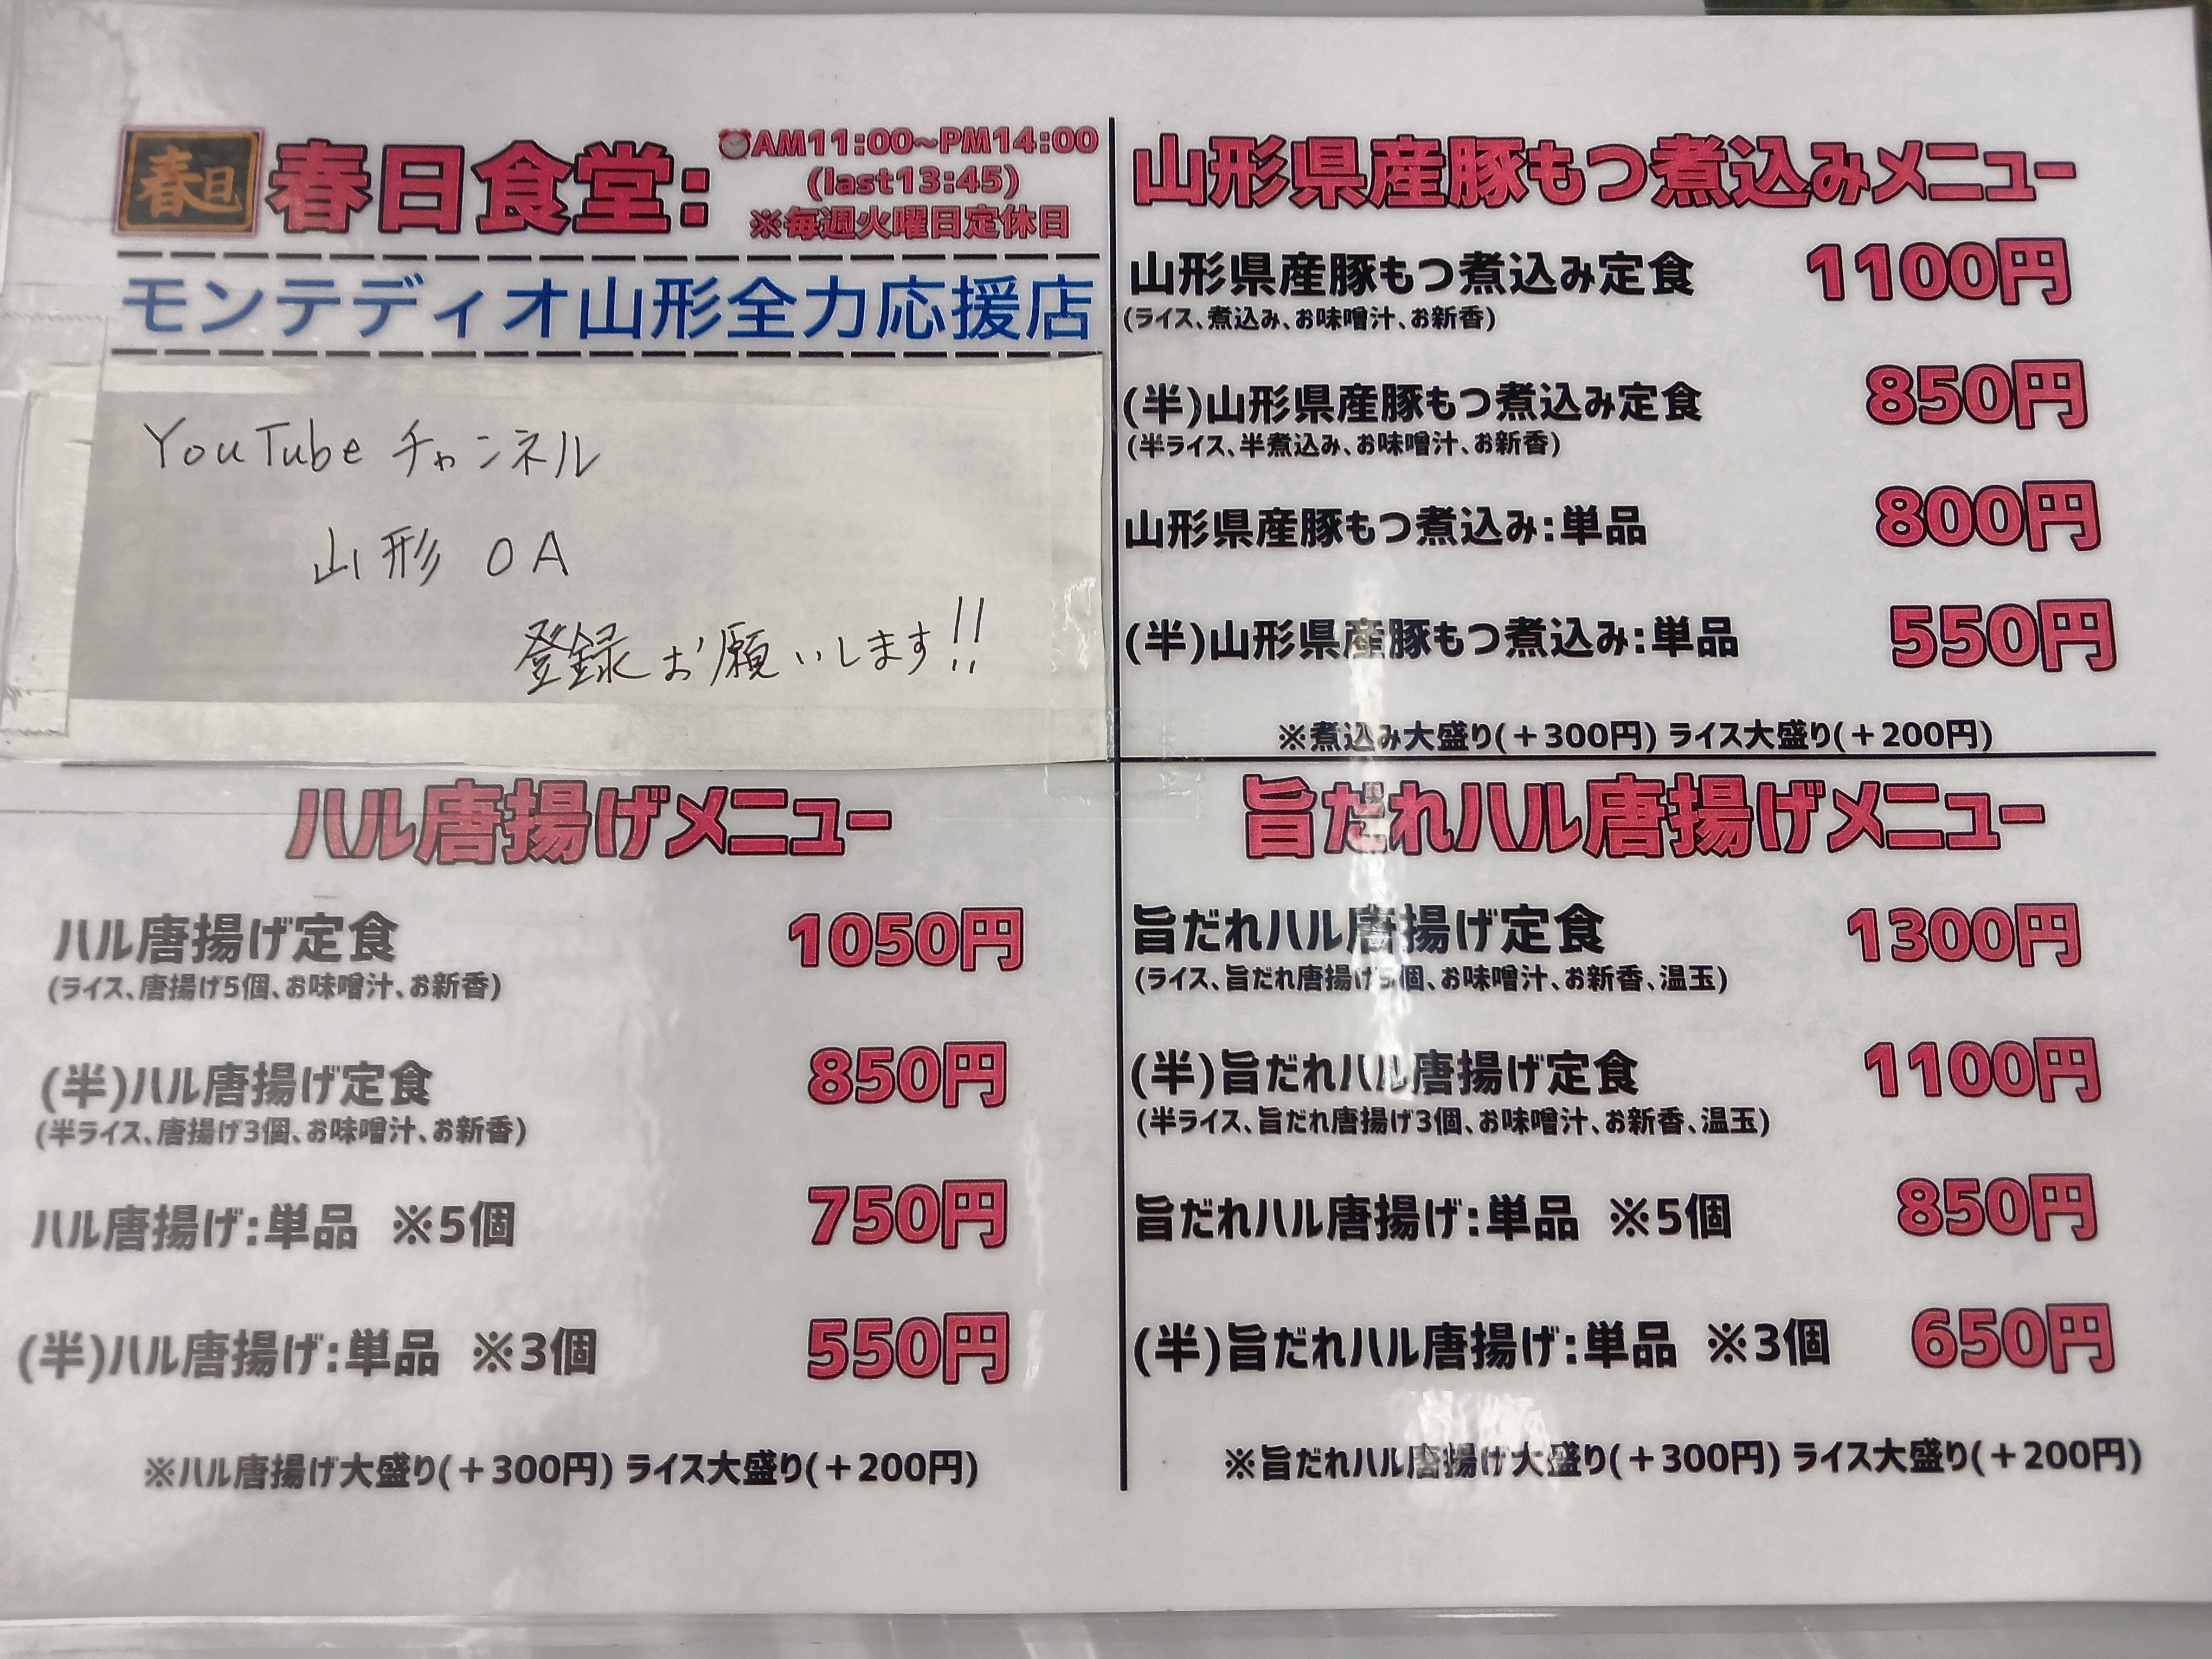 春日
春日食堂:
AM11:00~PM14:00
(last13:45)
※毎週火曜日定休日
モンテディオ山形全力応援店
YouTube チャンネル
山形 OA
登録お願いします!!
山形県産豚もつ煮込みメニュー
山形県産豚もつ煮込み定食 1100円
(ライス、煮込み、お味噌汁、お新香)
(半)山形県産豚もつ煮込み定食 850円
(半ライス、半煮込み、お味噌汁、お新香)
山形県産豚もつ煮込み:単品 800円
(半)山形県産豚もつ煮込み:単品 550円
※煮込み大盛り(+300円) ライス大盛り(+200円)
ハル唐揚げメニュー
ハル唐揚げ定食 1050円
(ライス、唐揚げ5個、お味噌汁、お新香)
(半)ハル唐揚げ定食 850円
(半ライス、唐揚げ3個、お味噌汁、お新香)
ハル唐揚げ:単品 ※5個 750円
(半)ハル唐揚げ:単品 ※3個 550円
※ハル唐揚げ大盛り(+300円) ライス大盛り(+200円)
旨だれハル唐揚げメニュー
旨だれハル唐揚げ定食 1300円
(ライス、旨だれ唐揚げ5個、お味噌汁、お新香、温玉)
(半)旨だれハル唐揚げ定食 1100円
(半ライス、旨だれ唐揚げ3個、お味噌汁、お新香、温玉)
旨だれハル唐揚げ:単品 ※5個 850円
(半)旨だれハル唐揚げ:単品 ※3個 650円
※旨だれハル唐揚げ大盛り(+300円) ライス大盛り(+200円)